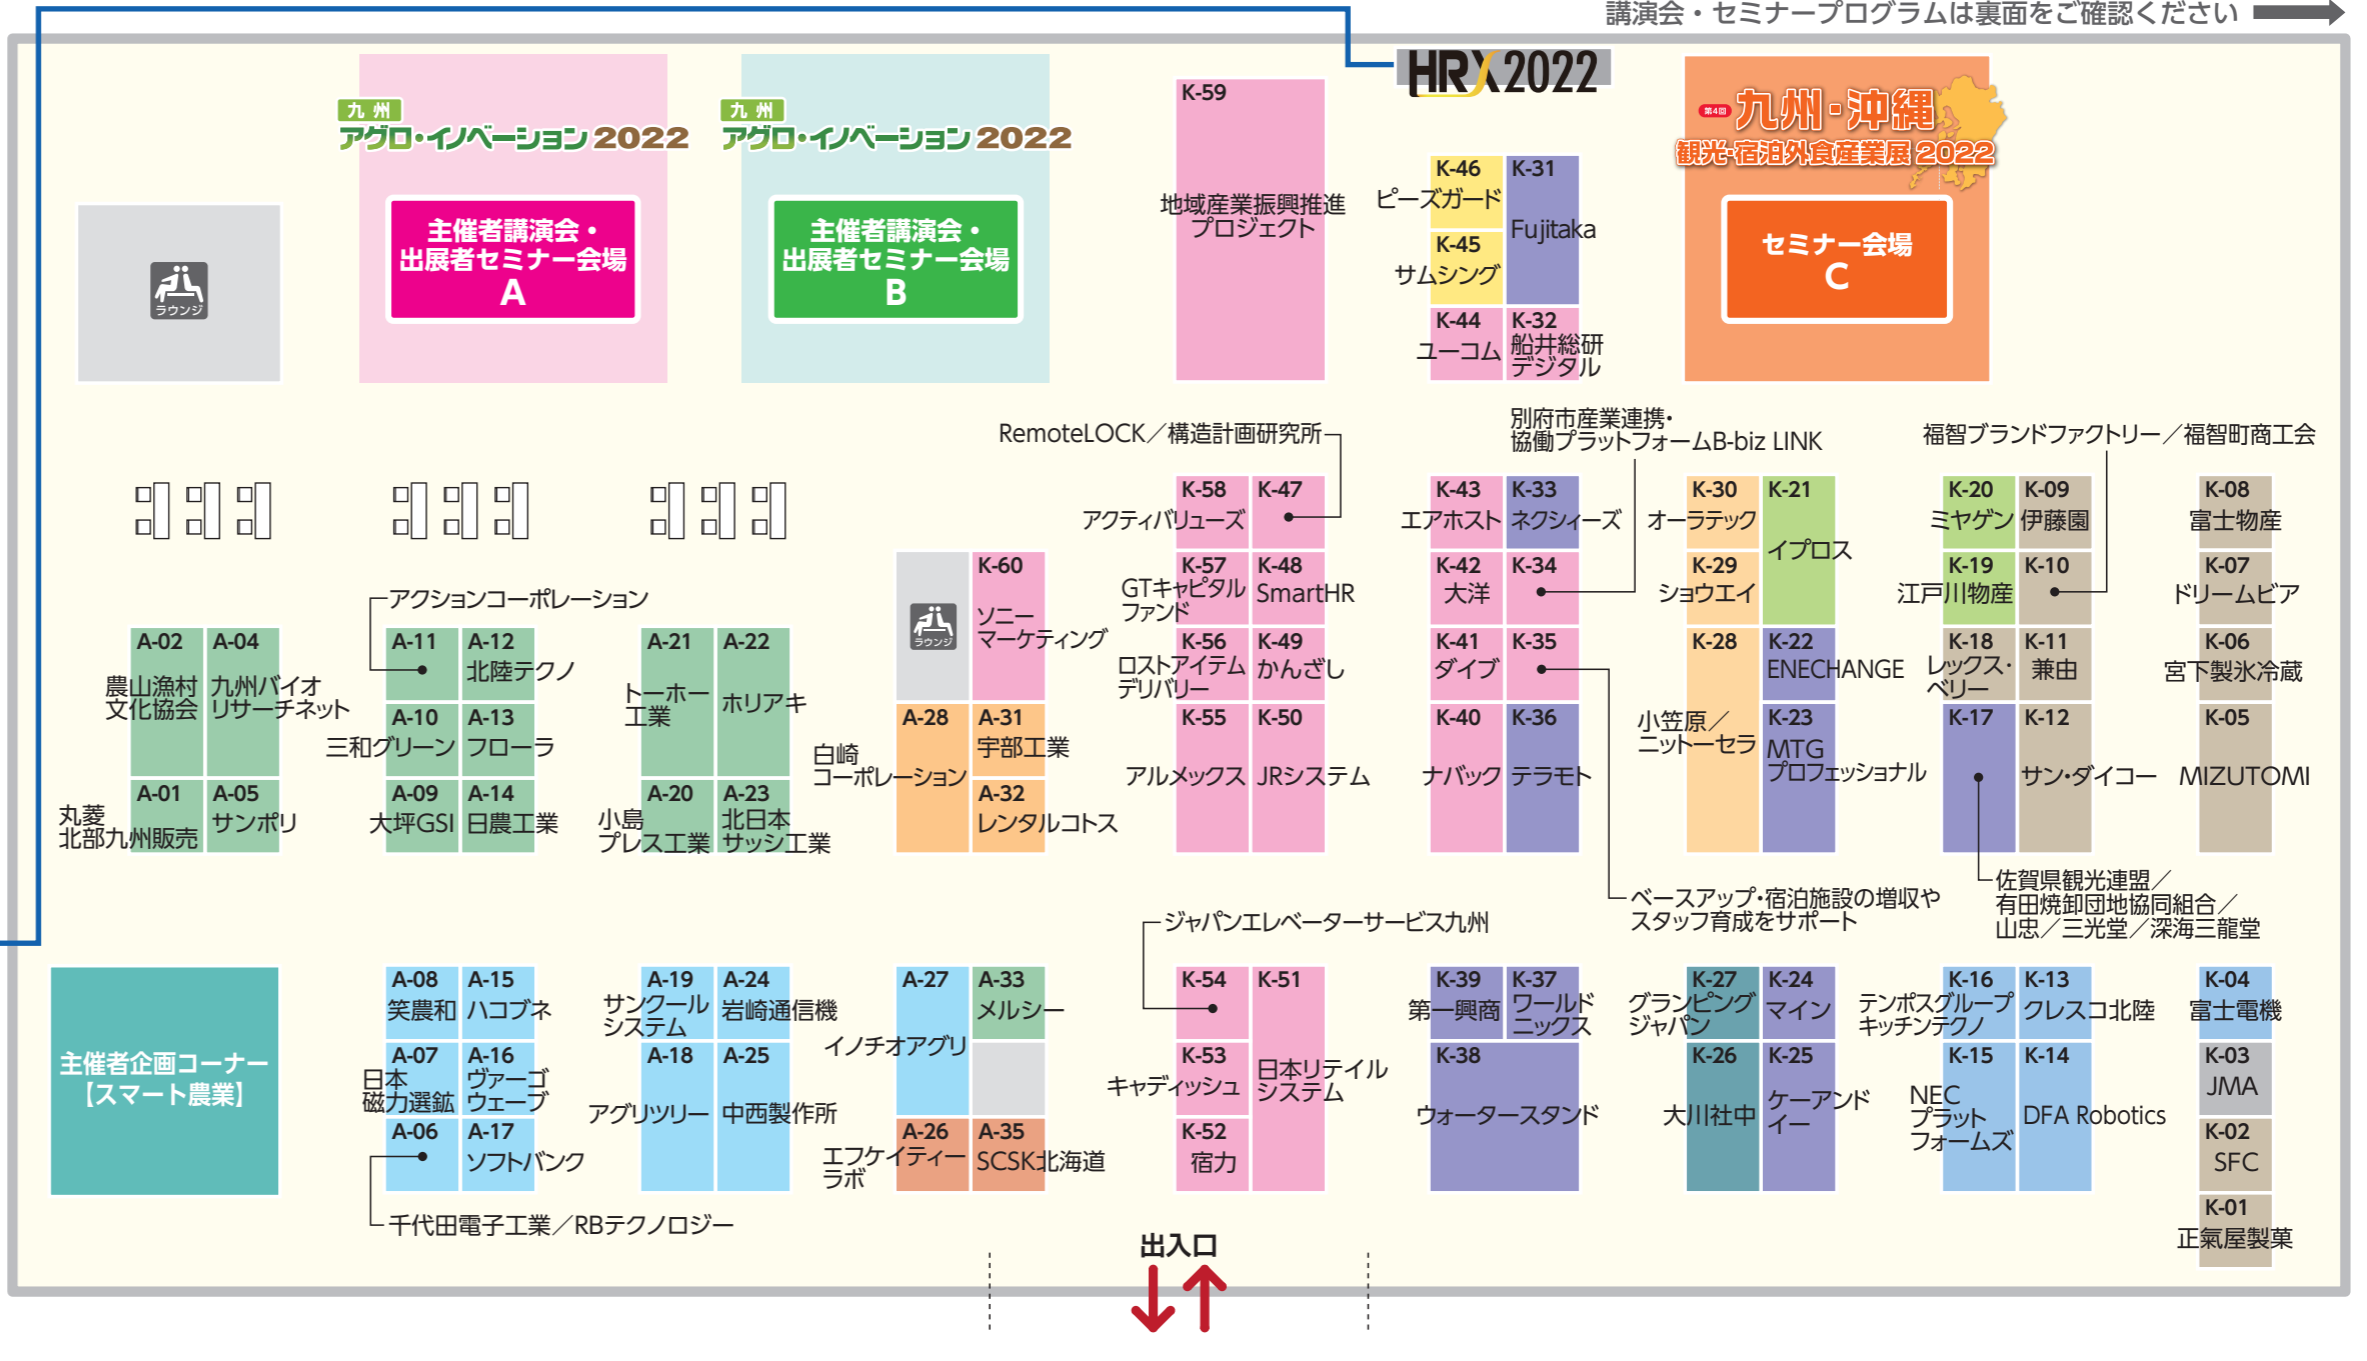 講演会・セミナープログラムは裏面をご確認ください
九州
アグロ・イノベーション2022
主催者講演会・
出展者セミナー会場
A
九州
アグロ・イノベーション2022
主催者講演会・
出展者セミナー会場
B
HRX2022
第4回
九州・沖縄
観光・宿泊外食産業展2022
セミナー会場
C
ラウンジ
K-59
地域産業振興推進
プロジェクト
K-46
ピーズガード
K-31
Fujitaka
K-45
サムシング
K-44
ユーコム
K-32
船井総研
デジタル
RemoteLOCK／構造計画研究所
別府市産業連携・
協働プラットフォームB-biz LINK
福智ブランドファクトリー／福智町商工会
K-58
アクティバリューズ
K-47
K-57
GTキャピタル
ファンド
K-48
SmartHR
K-56
ロストアイテム
デリバリー
K-49
かんざし
K-55
アルメックス
K-50
JRシステム
K-43
エアホスト
K-33
ネクシィーズ
K-42
大洋
K-34
K-41
ダイブ
K-35
K-40
ナバック
K-36
テラモト
K-30
オーラテック
K-21
イプロス
K-29
ショウエイ
K-28
小笠原／
ニットーセラ
K-22
ENECHANGE
K-23
MTG
プロフェッショナル
K-20
ミヤゲン
K-09
伊藤園
K-19
江戸川物産
K-10
K-18
レックス・
ベリー
K-11
兼由
K-17
K-12
サン・ダイコー
K-08
富士物産
K-07
ドリームビア
K-06
宮下製氷冷蔵
K-05
MIZUTOMI
ラウンジ
K-60
ソニー
マーケティング
アクションコーポレーション
A-02
農山漁村
文化協会
A-04
九州バイオ
リサーチネット
A-01
丸菱
北部九州販売
A-05
サンポリ
A-11
A-12
北陸テクノ
A-10
三和グリーン
A-13
フローラ
A-09
大坪GSI
A-14
日農工業
A-21
トーホー
工業
A-22
ホリアキ
A-20
小島
プレス工業
A-23
北日本
サッシ工業
A-28
白崎
コーポレーション
A-31
宇部工業
A-32
レンタルコトス
ジャパンエレベーターサービス九州
ベースアップ・宿泊施設の増収や
スタッフ育成をサポート
佐賀県観光連盟／
有田焼卸団地協同組合／
山忠／三光堂／深海三龍堂
主催者企画コーナー
【スマート農業】
A-08
笑農和
A-15
ハコブネ
A-07
日本
磁力選鉱
A-16
ヴァーゴ
ウェーブ
A-06
A-17
ソフトバンク
千代田電子工業／RBテクノロジー
A-19
サンクール
システム
A-24
岩崎通信機
A-18
アグリツリー
A-25
中西製作所
A-27
イノチオアグリ
A-33
メルシー
A-26
エフケイティー
ラボ
A-35
SCSK北海道
K-54
K-51
日本リテイル
システム
K-53
キャディッシュ
K-52
宿力
K-39
第一興商
K-37
ワールド
ニックス
K-38
ウォータースタンド
K-27
グランピング
ジャパン
K-24
マイン
K-26
大川社中
K-25
ケーアンド
イー
K-16
テンポスグループ
キッチンテクノ
K-13
クレスコ北陸
K-15
NEC
プラット
フォームズ
K-14
DFA Robotics
K-04
富士電機
K-03
JMA
K-02
SFC
K-01
正氣屋製菓
出入口